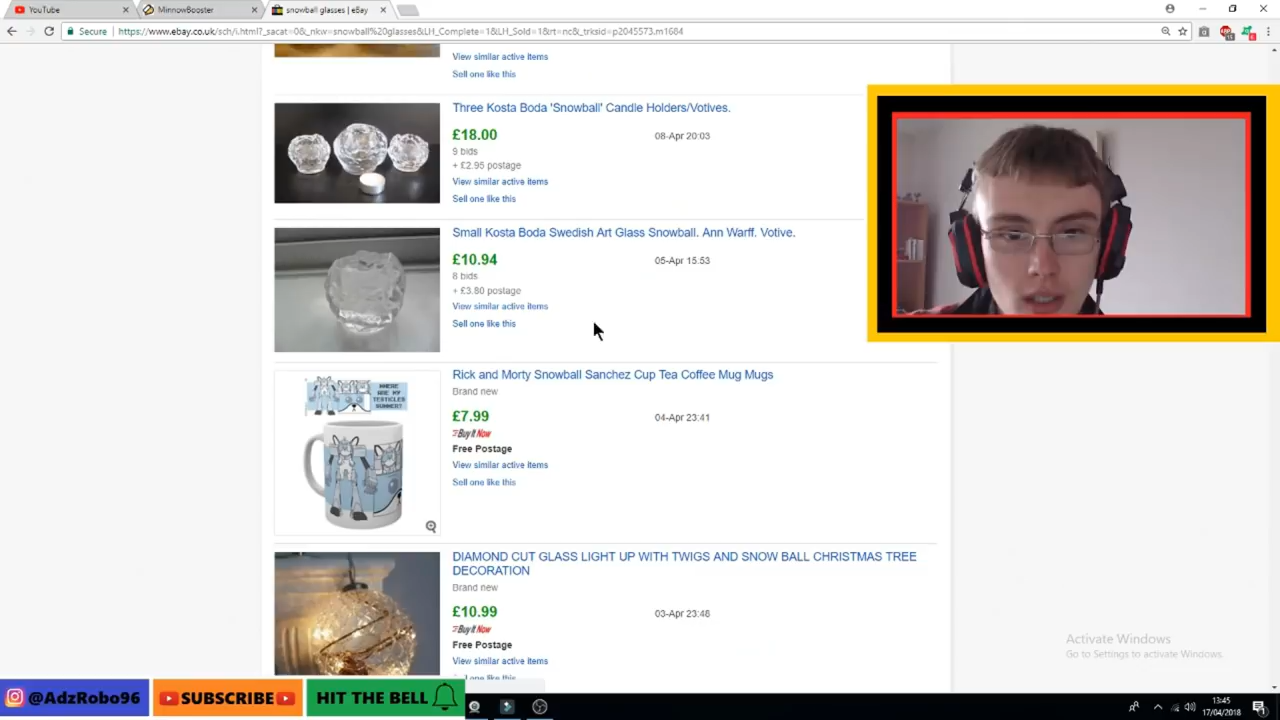 YouTube
MinnowBooster
snowball glasses | eBay
Secure
https://www.ebay.co.uk/sch/i.html?_sacat=0&_nkw=snowball%20glasses&LH_Complete=1&LH_Sold=1&rt=nc&_trksid=p2045573.m1684
View similar active items
Sell one like this
Three Kosta Boda 'Snowball' Candle Holders/Votives.
£18.00
08-Apr 20:03
9 bids
+ £2.95 postage
View similar active items
Sell one like this
Small Kosta Boda Swedish Art Glass Snowball. Ann Warff. Votive.
£10.94
05-Apr 15:53
8 bids
+ £3.80 postage
View similar active items
Sell one like this
WHERE
ARE MY
TESTICLES
SUMMER?
Rick and Morty Snowball Sanchez Cup Tea Coffee Mug Mugs
Brand new
£7.99
04-Apr 23:41
Buy It Now
Free Postage
View similar active items
Sell one like this
DIAMOND CUT GLASS LIGHT UP WITH TWIGS AND SNOW BALL CHRISTMAS TREE
DECORATION
Brand new
£10.99
03-Apr 23:48
Buy It Now
Free Postage
View similar active items
Sell one like this
Activate Windows
Go to Settings to activate Windows.
@AdzRobo96
SUBSCRIBE
HIT THE BELL
13:45
17/04/2018